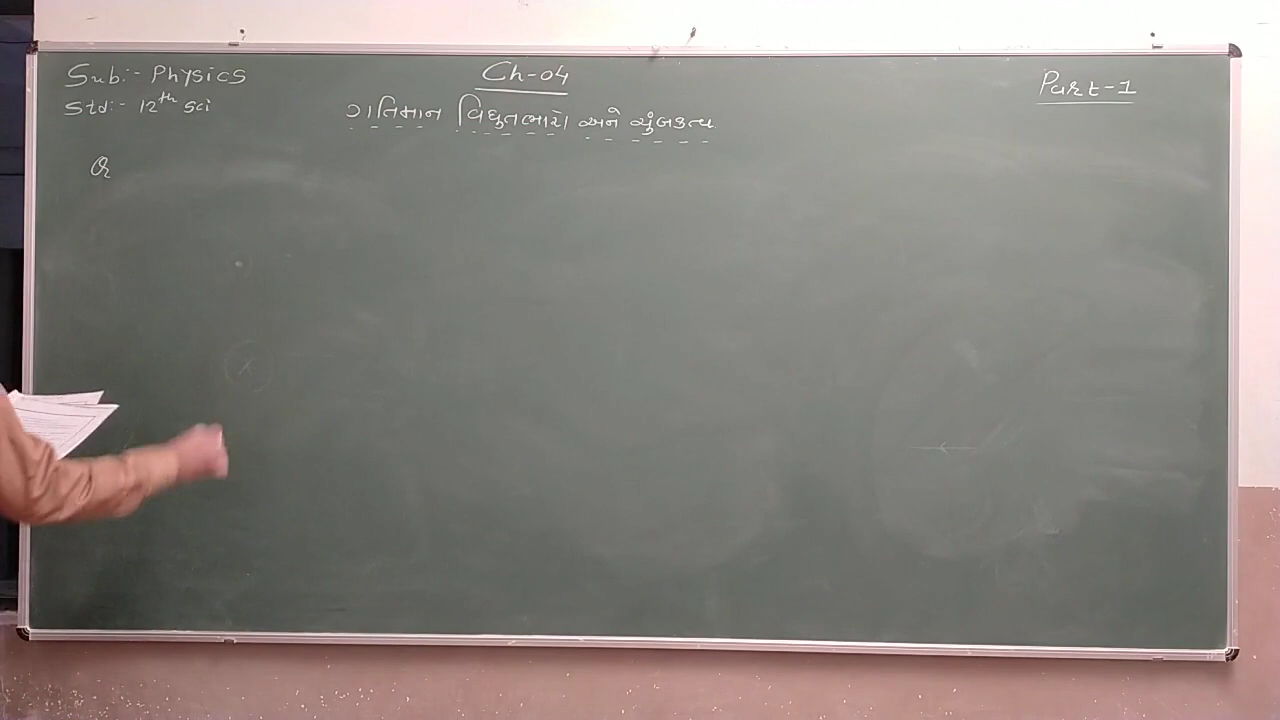 Sub:- Physics
Ch-04
Part-1
Std:- 12th Sci
ગતિમાન વિદ્યુતભારો અને ચુંબકત્વ
Q